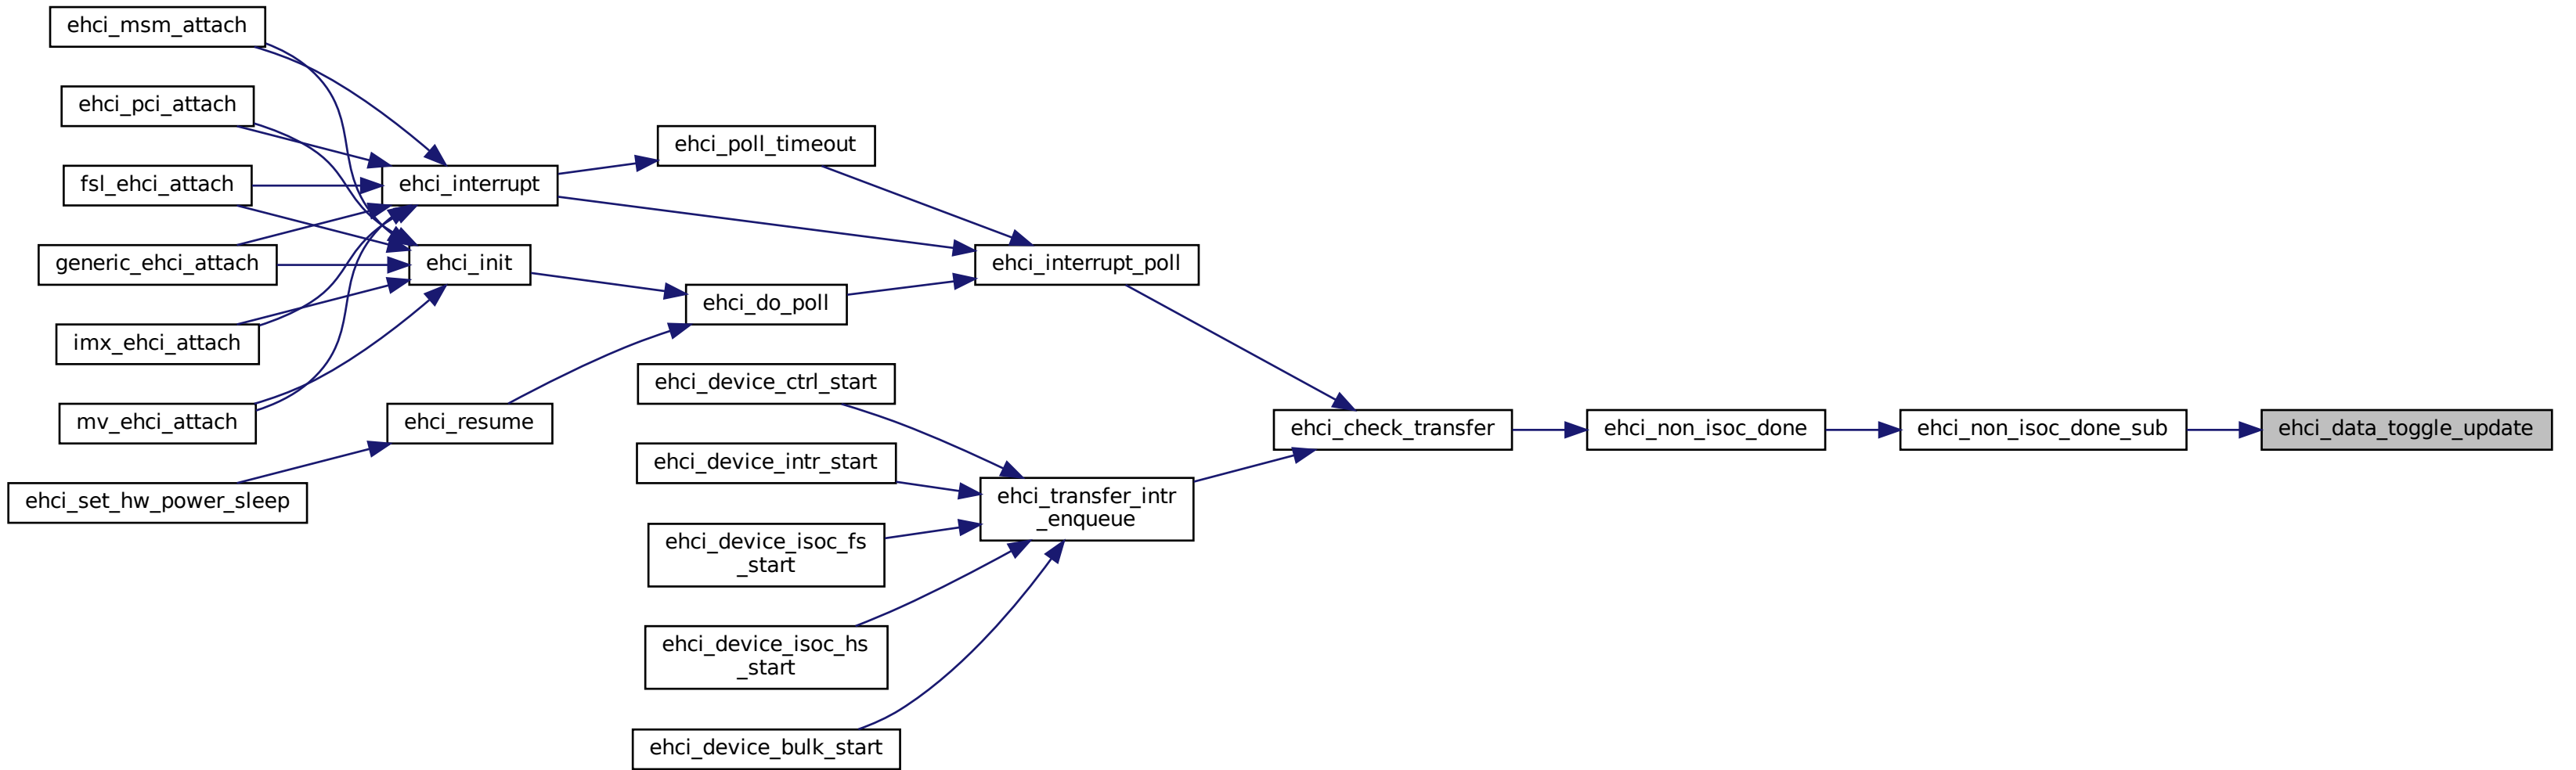 ehci_msm_attach
ehci_pci_attach
fsl_ehci_attach
generic_ehci_attach
imx_ehci_attach
mv_ehci_attach
ehci_set_hw_power_sleep
ehci_interrupt
ehci_init
ehci_resume
ehci_poll_timeout
ehci_do_poll
ehci_device_ctrl_start
ehci_device_intr_start
ehci_device_isoc_fs
_start
ehci_device_isoc_hs
_start
ehci_device_bulk_start
ehci_interrupt_poll
ehci_transfer_intr
_enqueue
ehci_check_transfer
ehci_non_isoc_done
ehci_non_isoc_done_sub
ehci_data_toggle_update